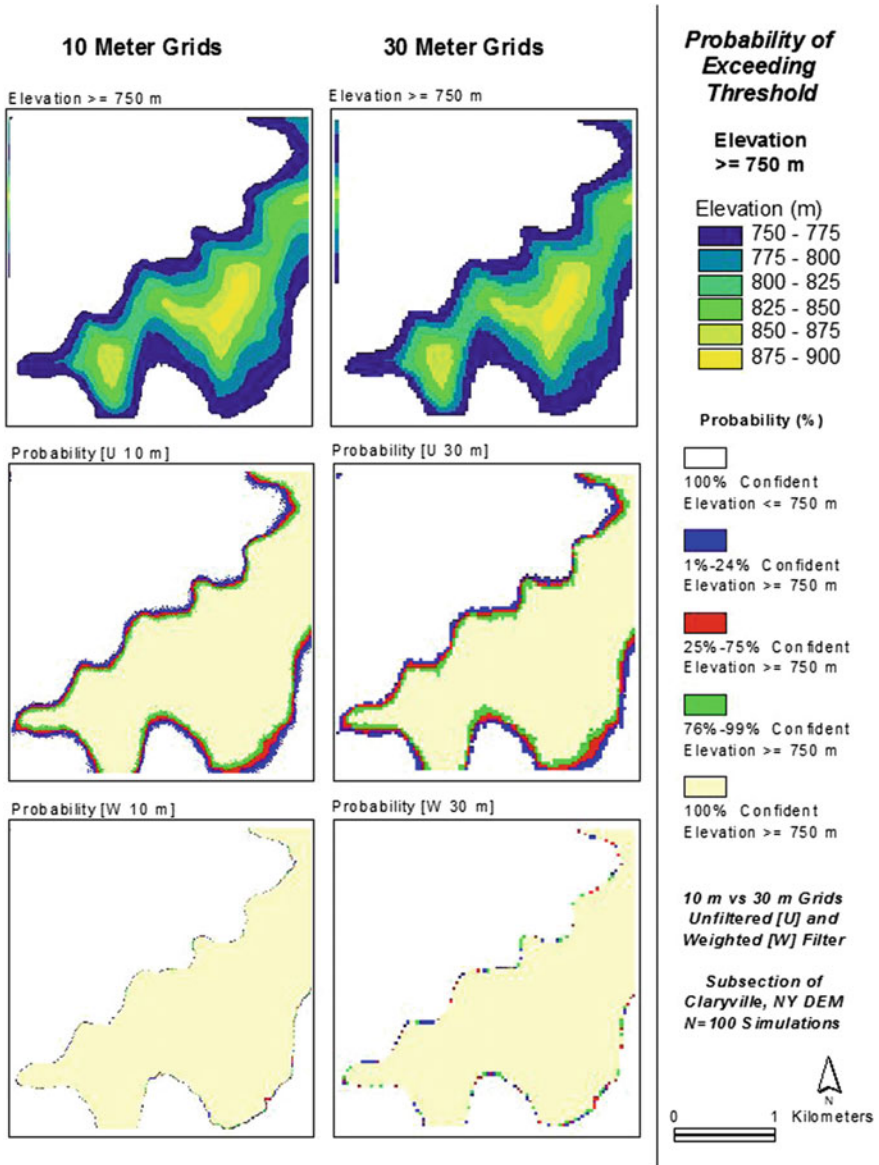 10 Meter Grids
30 Meter Grids
Elevation >= 750 m
Elevation >= 750 m
Probability [U 10 m]
Probability [U 30 m]
Probability [W 10 m]
Probability [W 30 m]
Probability of
Exceeding
Threshold
Elevation
>= 750 m
Elevation (m)
750 - 775
775 - 800
800 - 825
825 - 850
850 - 875
875 - 900
Probability (%)
100% Confident
Elevation <= 750 m
1%-24% Confident
Elevation >= 750 m
25%-75% Confident
Elevation >= 750 m
76%-99% Confident
Elevation >= 750 m
100% Confident
Elevation >= 750 m
10 m vs 30 m Grids
Unfiltered [U] and
Weighted [W] Filter
Subsection of
Claryville, NY DEM
N=100 Simulations
N
0 1 Kilometers